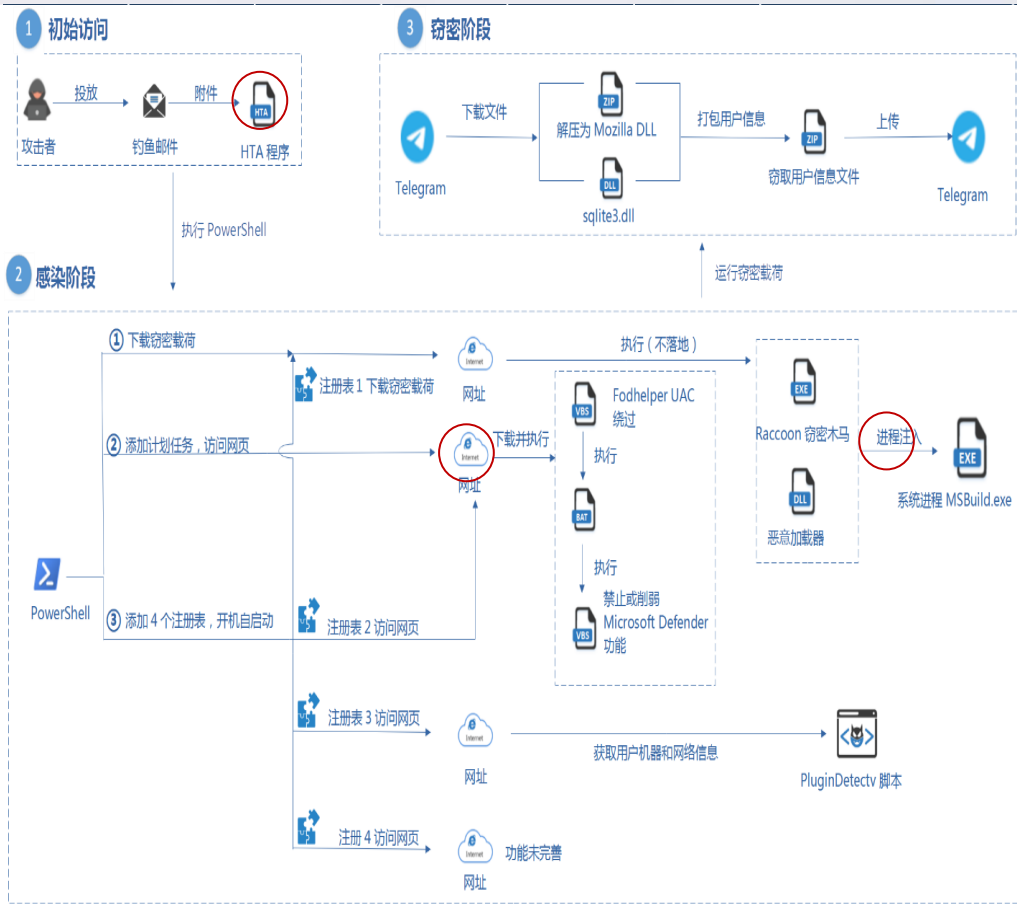 1 初始访问
投放
附件
HTA
攻击者
钓鱼邮件
HTA 程序
执行 PowerShell
3 窃密阶段
下载文件
ZIP
解压为 Mozilla DLL
DLL
sqlite3.dll
打包用户信息
ZIP
窃取用户信息文件
上传
Telegram
Telegram
运行窃密载荷
2 感染阶段
① 下载窃密载荷
注册表 1 下载窃密载荷
Internet
网址
执行（不落地）
② 添加计划任务，访问网页
Internet
网址
下载并执行
VBS
Fodhelper UAC
绕过
执行
BAT
执行
VBS
禁止或削弱
Microsoft Defender
功能
EXE
Raccoon 窃密木马
DLL
恶意加载器
进程注入
EXE
系统进程 MSBuild.exe
PowerShell
③ 添加 4 个注册表，开机自启动
注册表 2 访问网页
注册表 3 访问网页
Internet
网址
获取用户机器和网络信息
PluginDetectv 脚本
注册 4 访问网页
Internet
网址
功能未完善